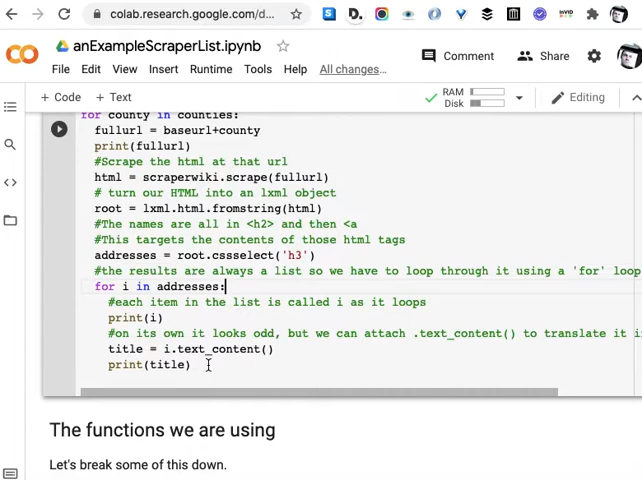 colab.research.google.com/d...
anExampleScraperList.ipynb
Comment
Share
File Edit View Insert Runtime Tools Help All changes...
+ Code + Text
RAM
Disk
Editing
for county in counties:
fullurl = baseurl+county
print(fullurl)
#Scrape the html at that url
html = scraperwiki.scrape(fullurl)
# turn our HTML into an lxml object
root = lxml.html.fromstring(html)
#The names are all in <h2> and then <a
#This targets the contents of those html tags
addresses = root.cssselect('h3')
#the results are always a list so we have to loop through it using a 'for' loop
for i in addresses:
#each item in the list is called i as it loops
print(i)
#on its own it looks odd, but we can attach .text_content() to translate it i
title = i.text_content()
print(title)
The functions we are using
Let's break some of this down.